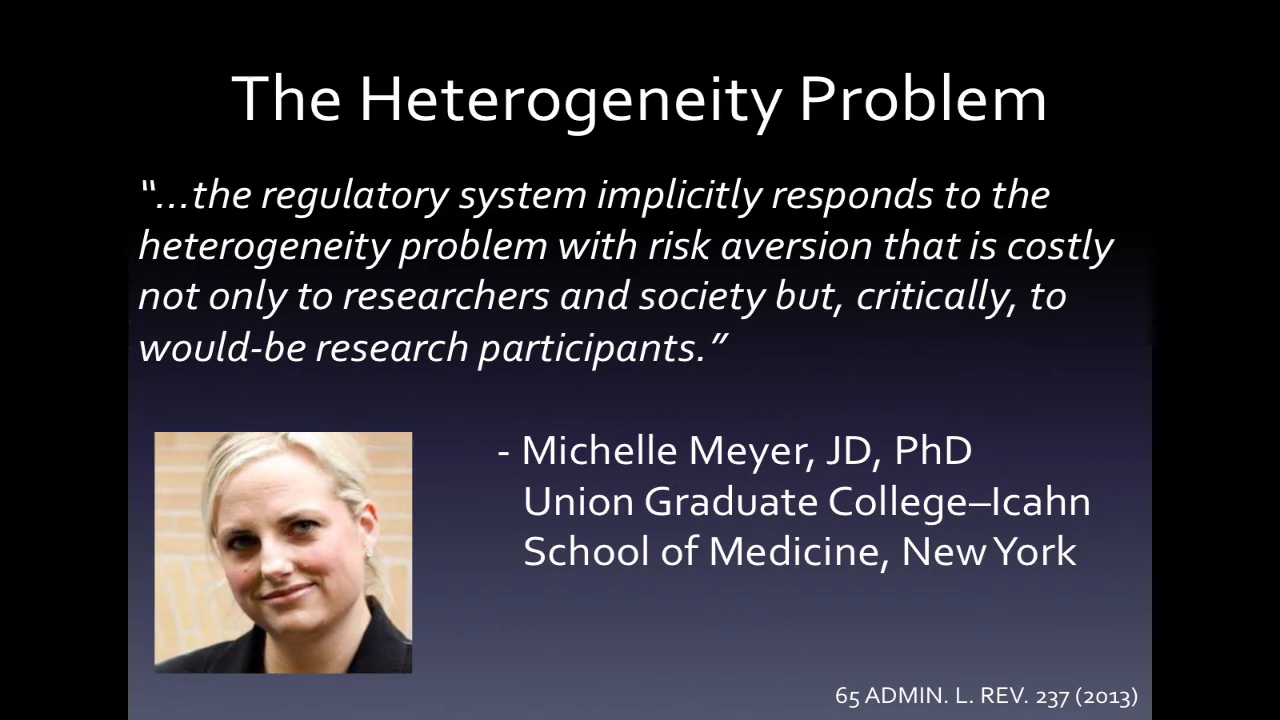 The Heterogeneity Problem
“...the regulatory system implicitly responds to the
heterogeneity problem with risk aversion that is costly
not only to researchers and society but, critically, to
would-be research participants.”
- Michelle Meyer, JD, PhD
Union Graduate College–Icahn
School of Medicine, New York
65 ADMIN. L. REV. 237 (2013)